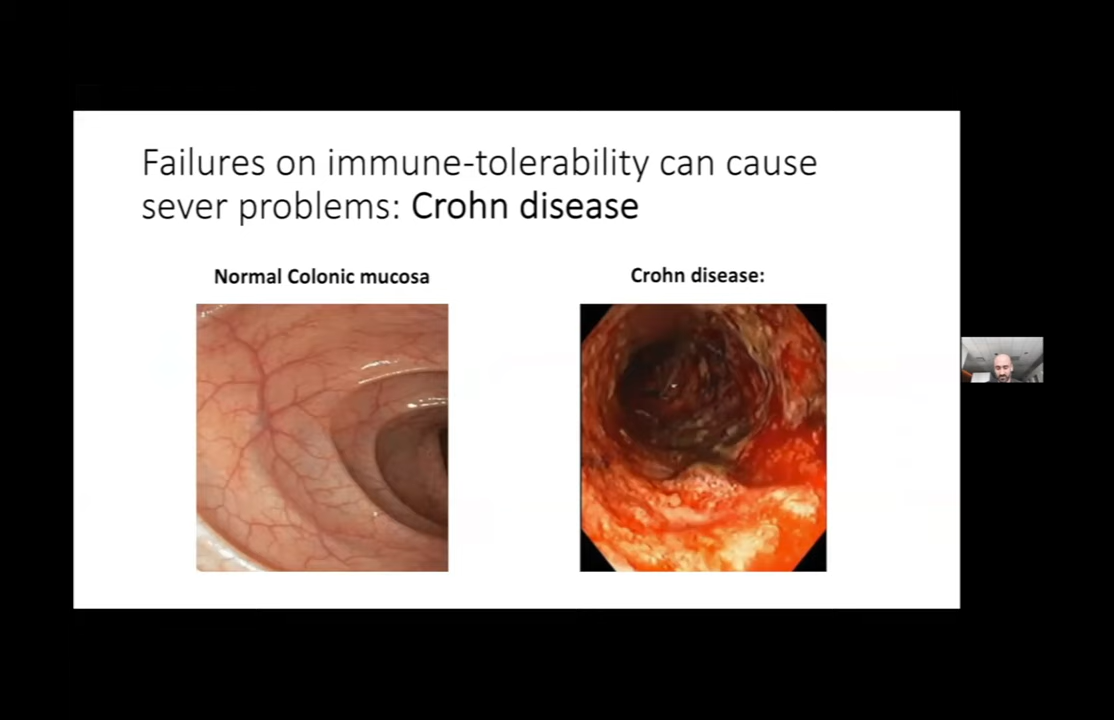 Failures on immune-tolerability can cause
sever problems: Crohn disease
Normal Colonic mucosa
Crohn disease: